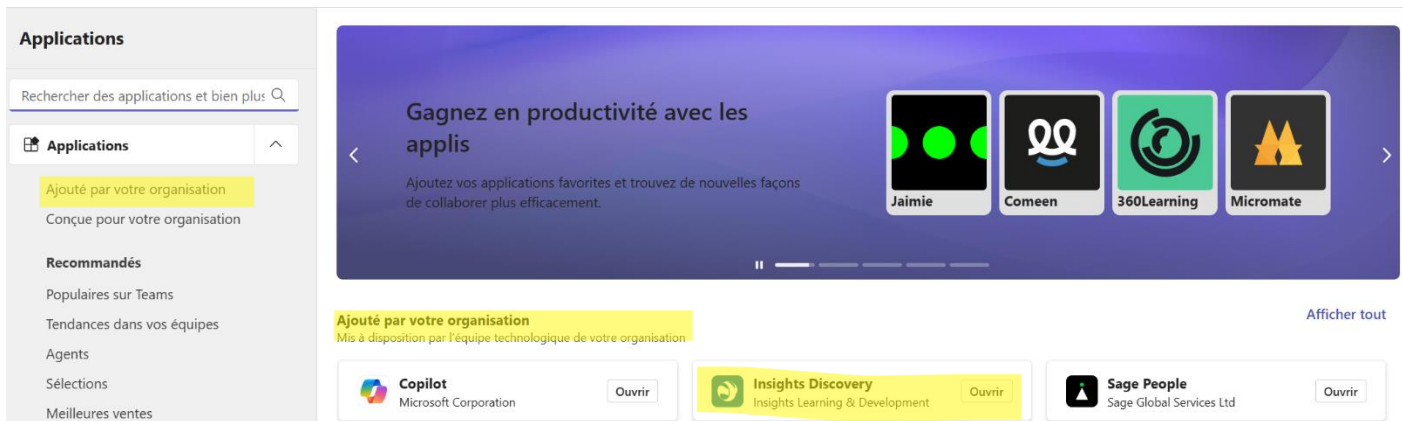 Applications
Rechercher des applications et bien plus
Applications
Ajouté par votre organisation
Conçue pour votre organisation
Recommandés
Populaires sur Teams
Tendances dans vos équipes
Agents
Sélections
Meilleures ventes
Gagnez en productivité avec les
applis
Ajoutez vos applications favorites et trouvez de nouvelles façons
de collaborer plus efficacement.
Jaimie
Comeen
360Learning
Micromate
Ajouté par votre organisation
Afficher tout
Mis à disposition par l'équipe technologique de votre organisation
Copilot
Microsoft Corporation
Ouvrir
Insights Discovery
Insights Learning & Development
Ouvrir
Sage People
Sage Global Services Ltd
Ouvrir